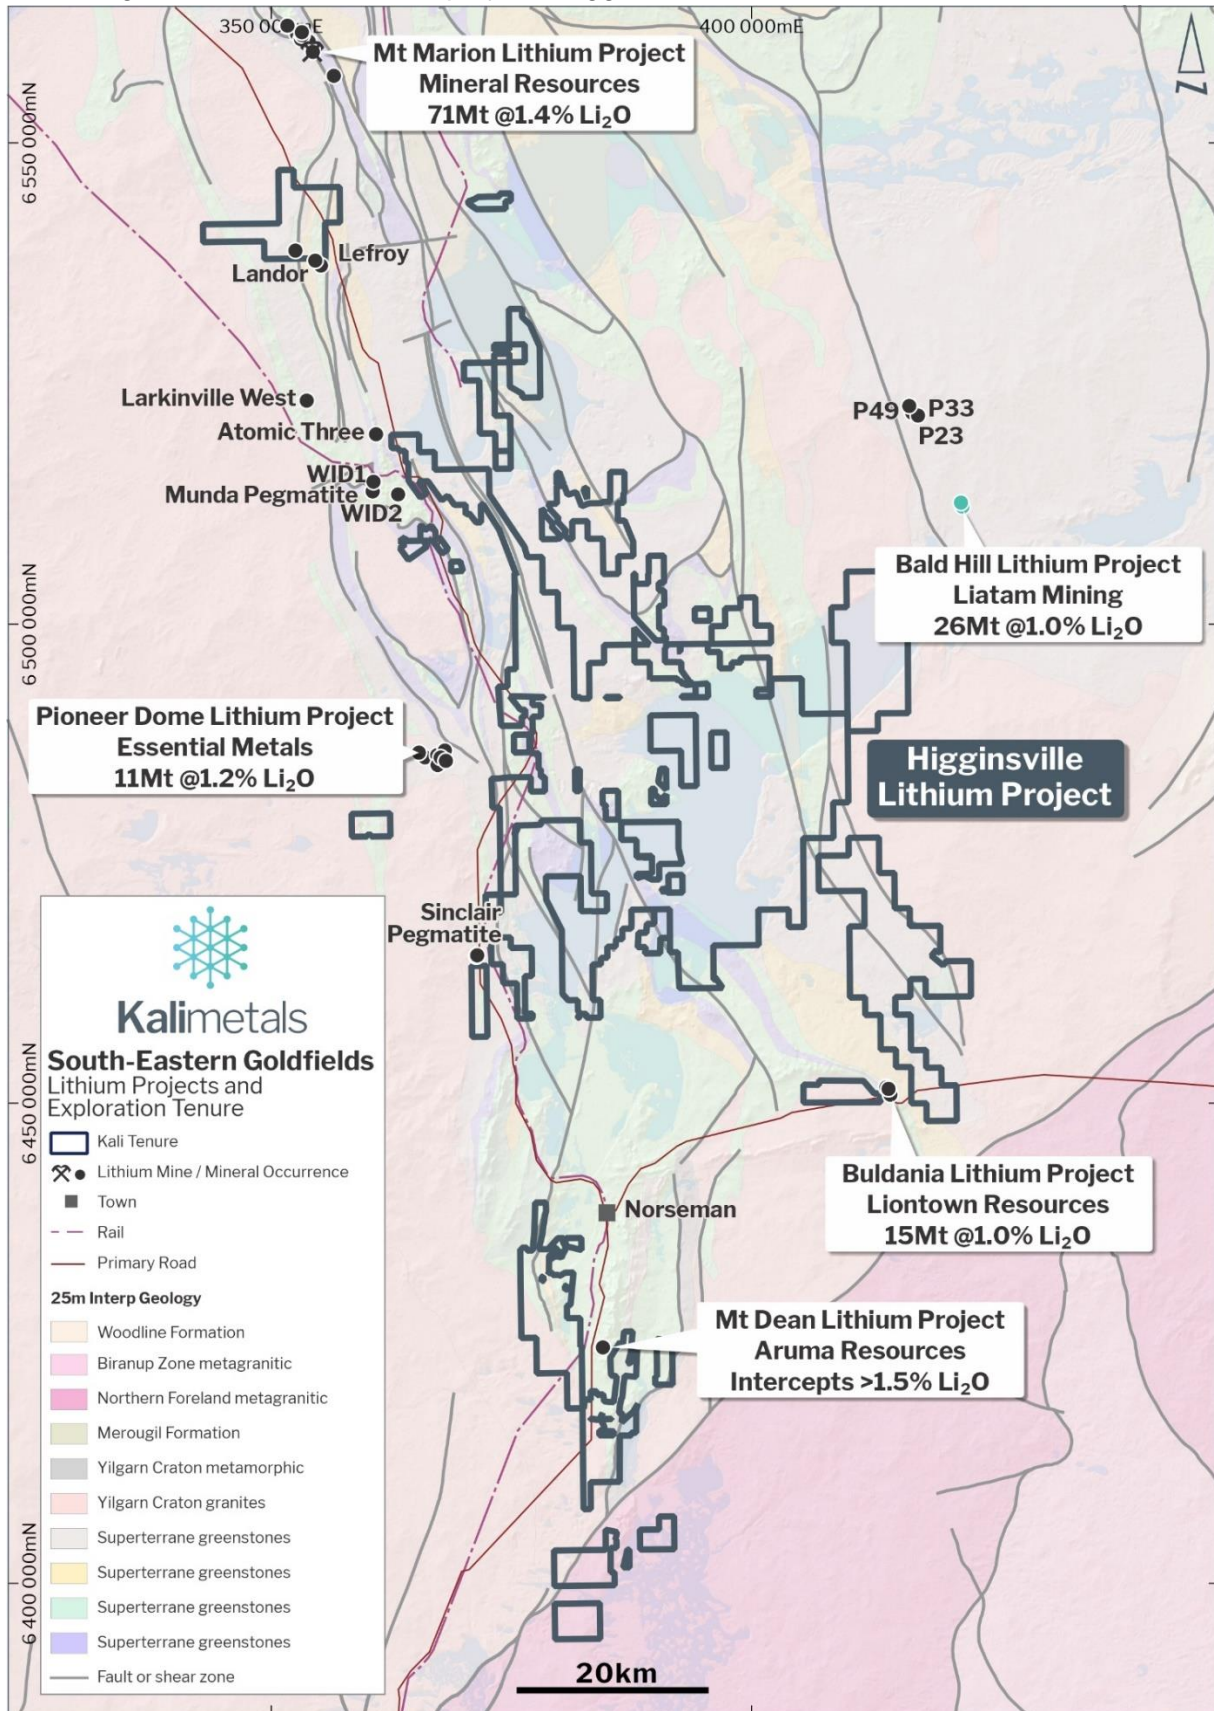 350 000mE
400 000mE
N
Mt Marion Lithium Project
Mineral Resources
71Mt @1.4% Li₂O
6 550 000mN
Lefroy
Landor
Larkinville West
Atomic Three
WID1
Munda Pegmatite
WID2
P49
P33
P23
Bald Hill Lithium Project
Liatam Mining
26Mt @1.0% Li₂O
6 500 000mN
Pioneer Dome Lithium Project
Essential Metals
11Mt @1.2% Li₂O
Higginsville
Lithium Project
Sinclair
Pegmatite
Kalimetals
South-Eastern Goldfields
Lithium Projects and
Exploration Tenure
Kali Tenure
Lithium Mine / Mineral Occurrence
Town
Rail
Primary Road
25m Interp Geology
Woodline Formation
Biranup Zone metagranitic
Northern Foreland metagranitic
Merougil Formation
Yilgarn Craton metamorphic
Yilgarn Craton granites
Superterrane greenstones
Superterrane greenstones
Superterrane greenstones
Superterrane greenstones
Fault or shear zone
6 450 000mN
Buldania Lithium Project
Liontown Resources
15Mt @1.0% Li₂O
Norseman
Mt Dean Lithium Project
Aruma Resources
Intercepts >1.5% Li₂O
6 400 000mN
20km